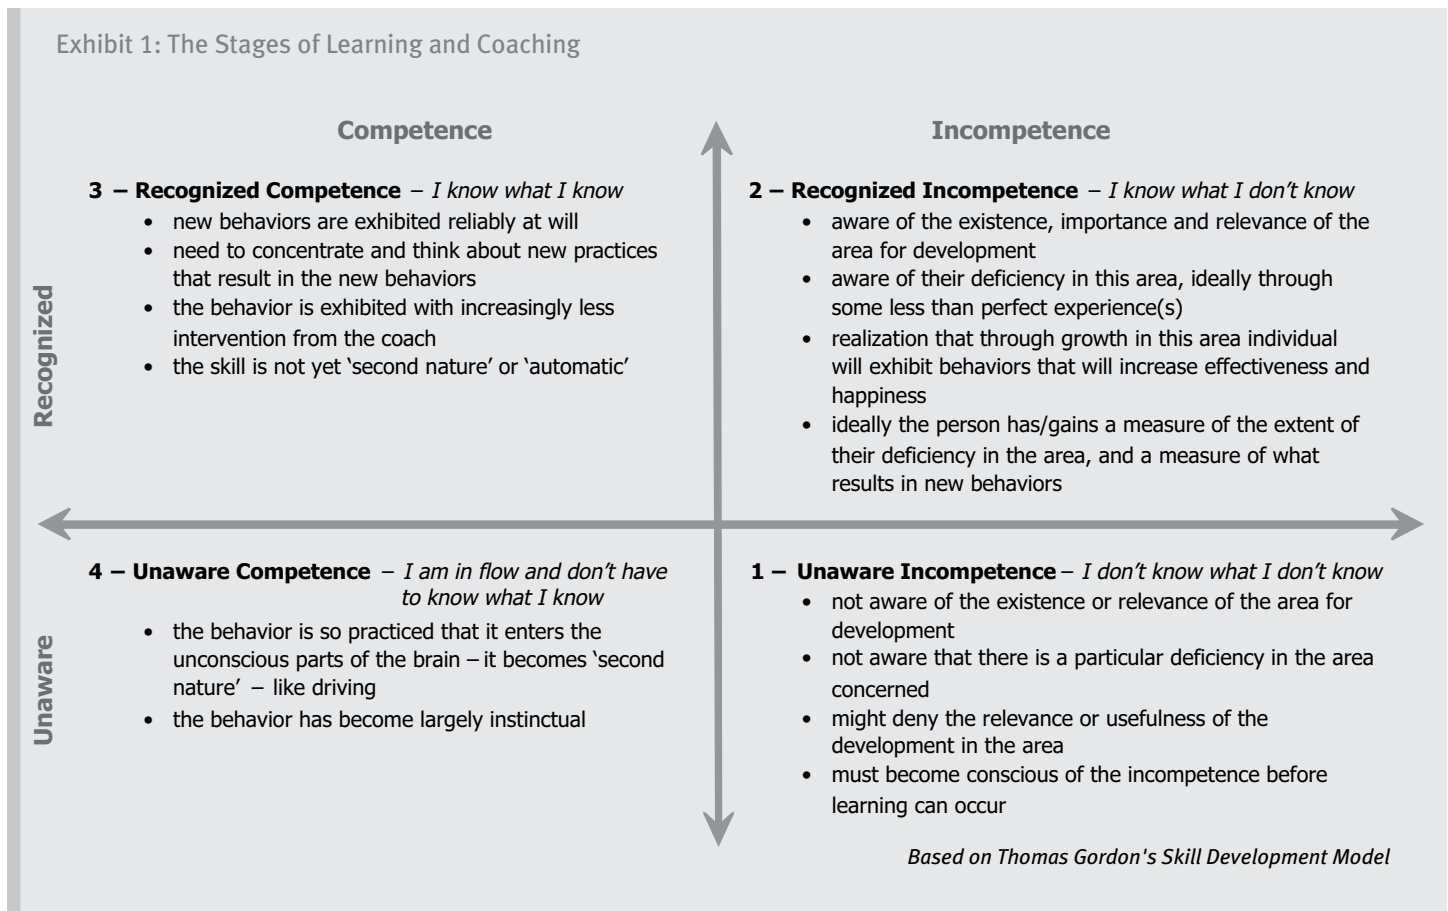 Exhibit 1: The Stages of Learning and Coaching
Competence
Incompetence
Recognized
3 – Recognized Competence – I know what I know
• new behaviors are exhibited reliably at will
• need to concentrate and think about new practices
that result in the new behaviors
• the behavior is exhibited with increasingly less
intervention from the coach
• the skill is not yet ‘second nature’ or ‘automatic’
2 – Recognized Incompetence – I know what I don’t know
• aware of the existence, importance and relevance of the
area for development
• aware of their deficiency in this area, ideally through
some less than perfect experience(s)
• realization that through growth in this area individual
will exhibit behaviors that will increase effectiveness and
happiness
• ideally the person has/gains a measure of the extent of
their deficiency in the area, and a measure of what
results in new behaviors
Unaware
4 – Unaware Competence – I am in flow and don’t have
to know what I know
• the behavior is so practiced that it enters the
unconscious parts of the brain – it becomes ‘second
nature’ – like driving
• the behavior has become largely instinctual
1 – Unaware Incompetence – I don’t know what I don’t know
• not aware of the existence or relevance of the area for
development
• not aware that there is a particular deficiency in the area
concerned
• might deny the relevance or usefulness of the
development in the area
• must become conscious of the incompetence before
learning can occur
Based on Thomas Gordon's Skill Development Model